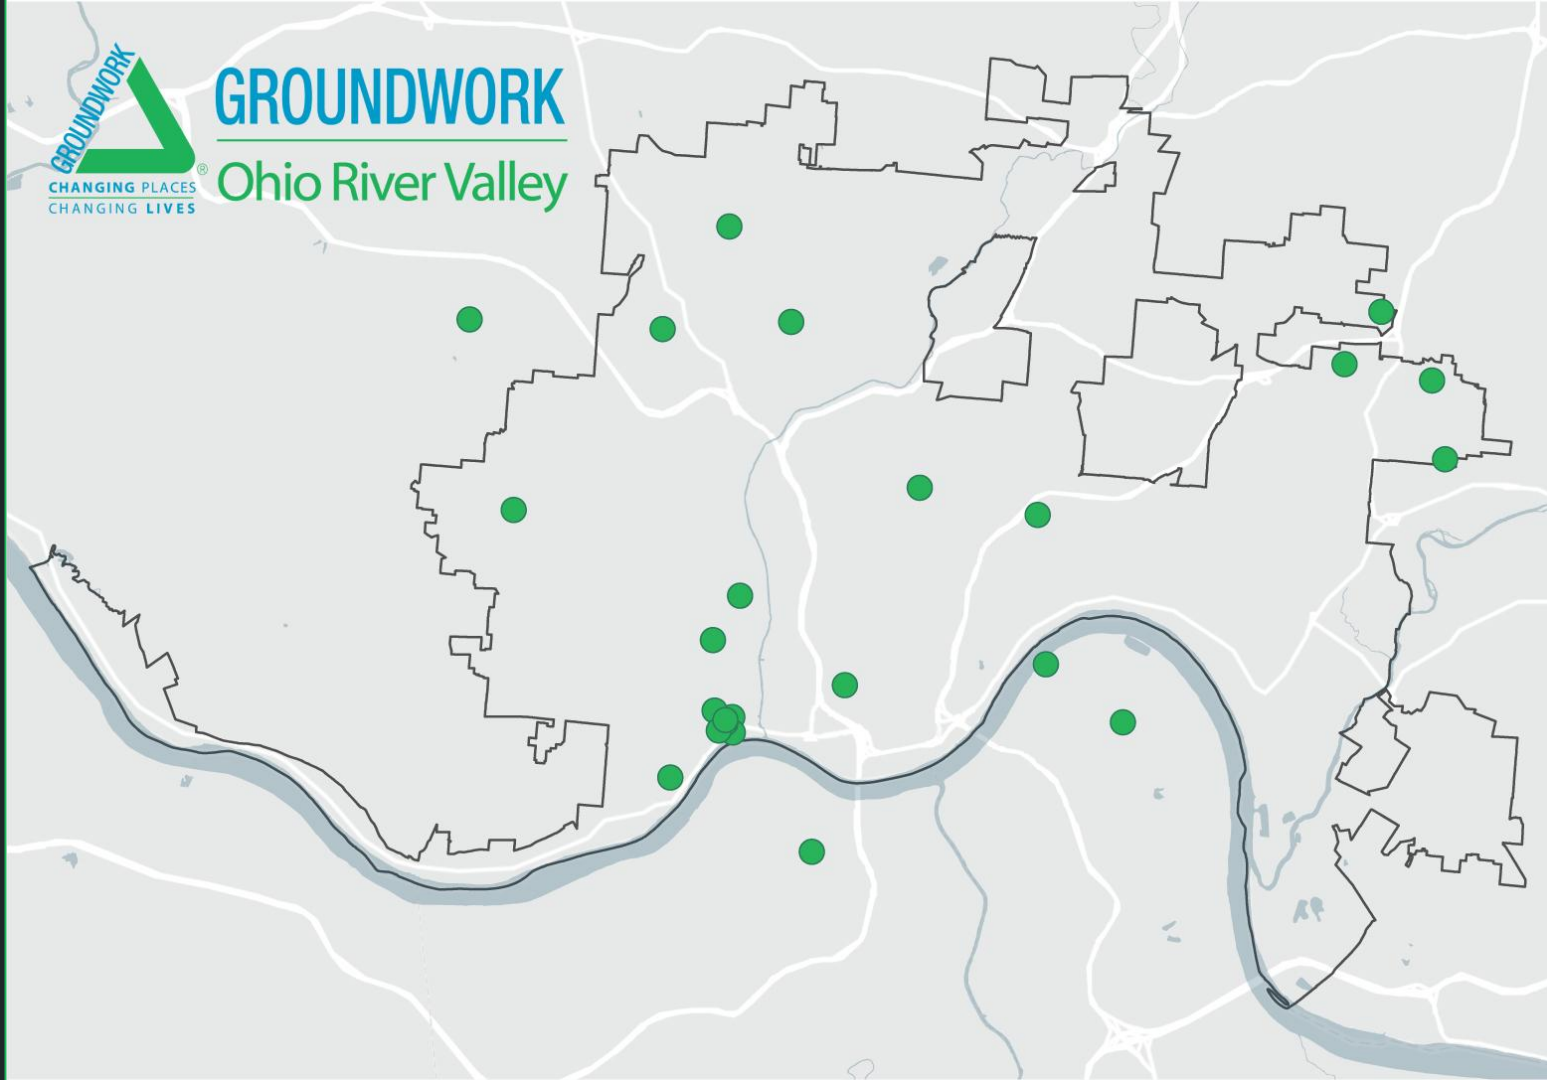 GROUNDWORK
CHANGING PLACES
CHANGING LIVES
®
GROUNDWORK
Ohio River Valley